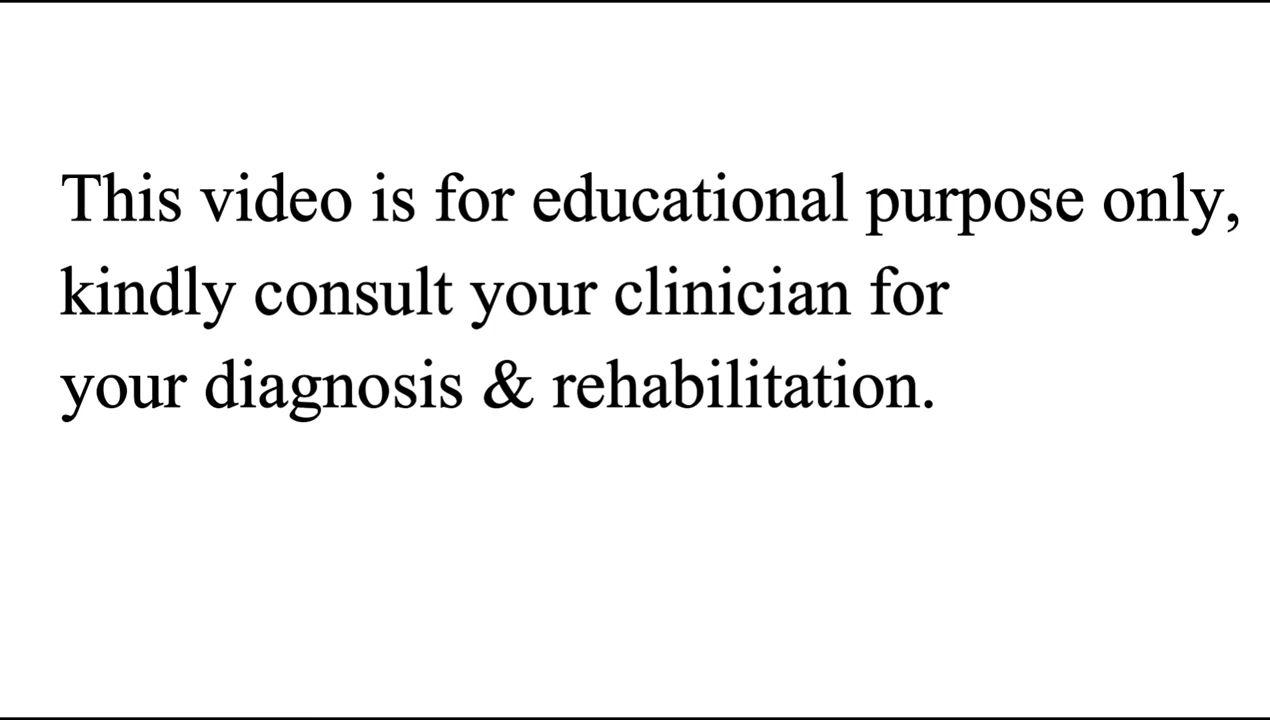 This video is for educational purpose only,
kindly consult your clinician for
your diagnosis & rehabilitation.